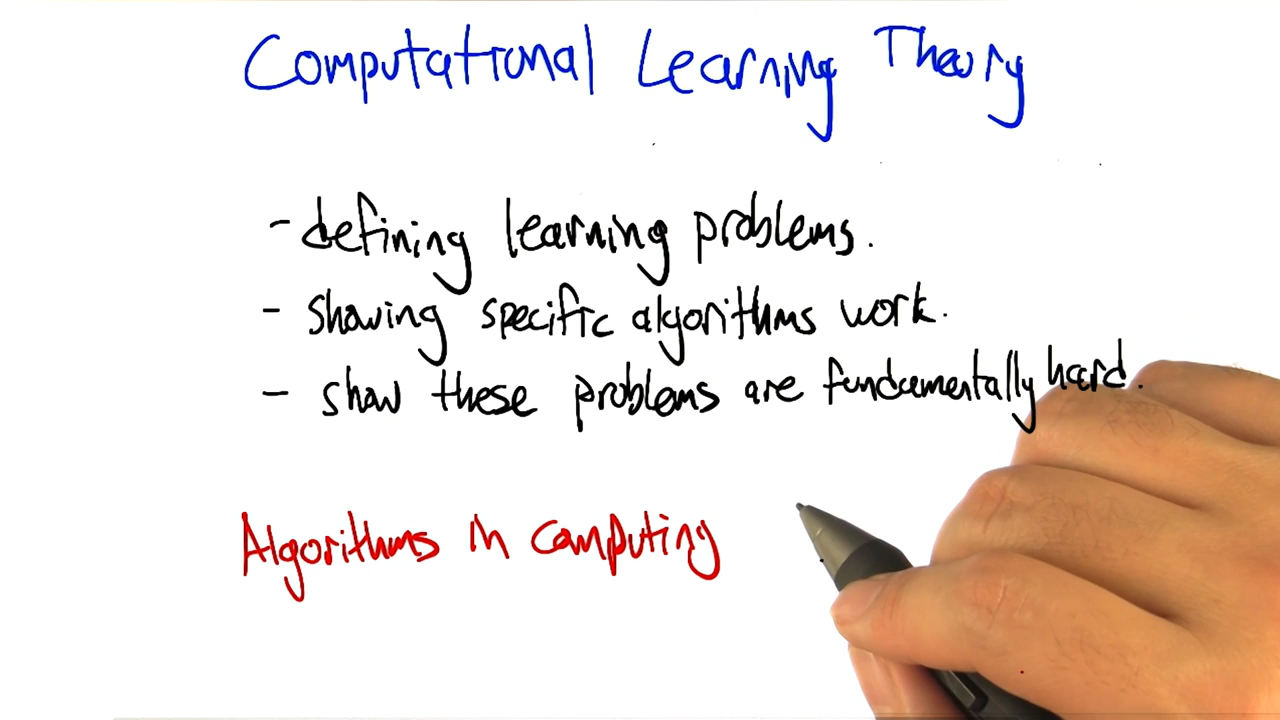 Computational Learning Theory
- defining learning problems.
- showing specific algorithms work.
- show these problems are fundamentally hard.
Algorithms in computing